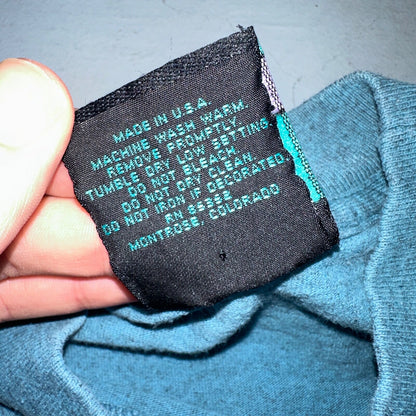 MADE IN U.S.A.
MACHINE WASH WARM.
REMOVE PROMPTLY
TUMBLE DRY LOW SETTING
DO NOT BLEACH.
DO NOT DRY CLEAN.
DO NOT IRON IF DECORATED.
RN
MONTROSE, COLORADO